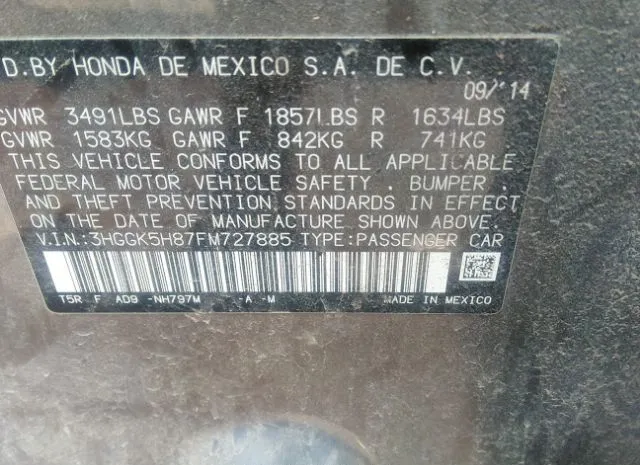 D.BY HONDA DE MEXICO S.A. DE C.V.
09/'14
GVWR 3491LBS GAWR F 1857LBS R 1634LBS
GVWR 1583KG GAWR F 842KG R 741KG
THIS VEHICLE CONFORMS TO ALL APPLICABLE
FEDERAL MOTOR VEHICLE SAFETY , BUMPER ,
AND THEFT PREVENTION STANDARDS IN EFFECT
ON THE DATE OF MANUFACTURE SHOWN ABOVE.
V.I.N.:3HGGK5H87FM727885 TYPE:PASSENGER CAR
T5R F AD9 -NH797M -A -M MADE IN MEXICO